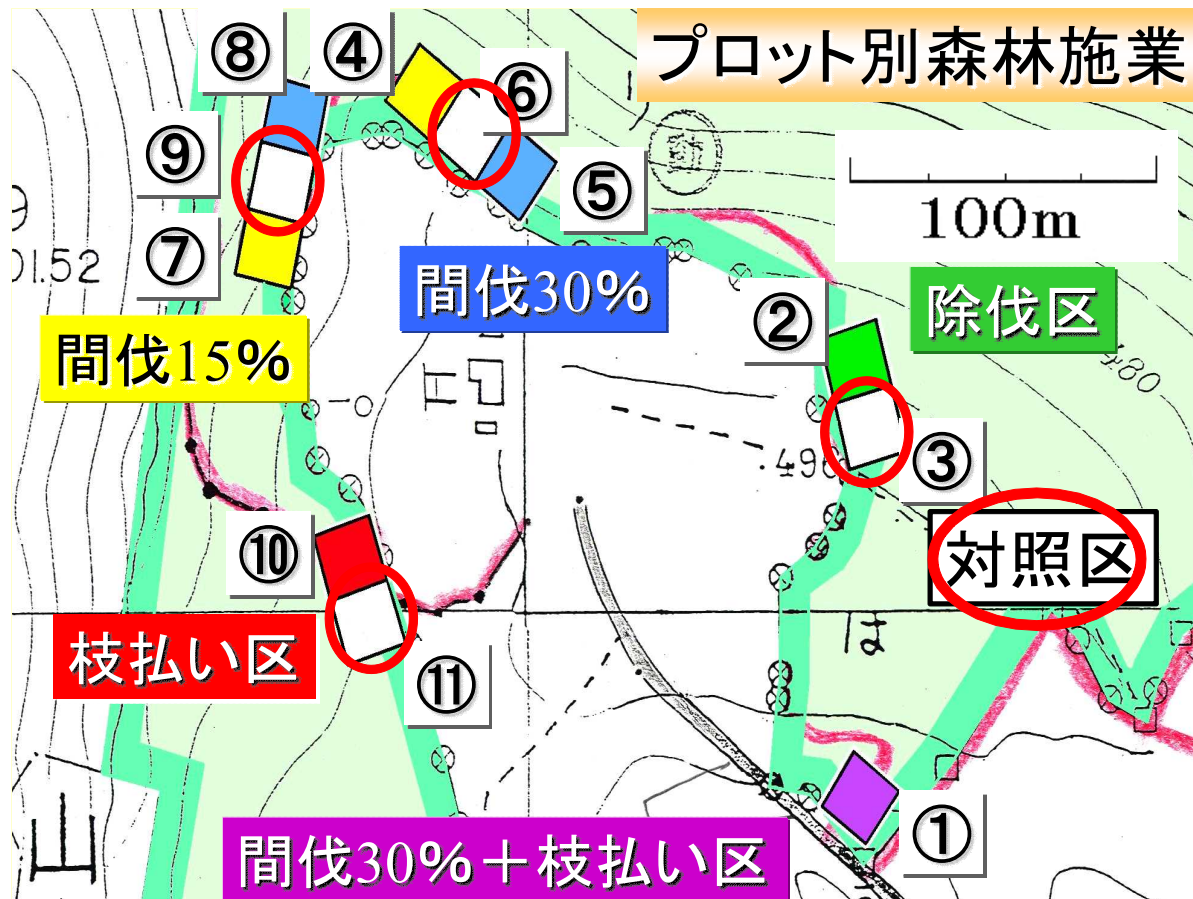 プロット別森林施業
⑧
④
⑥
⑨
⑤
100m
⑦
01.52
間伐30%
除伐区
②
間伐15%
480
③
対照区
⑩
は
枝払い区
⑪
①
間伐30%+枝払い区
山